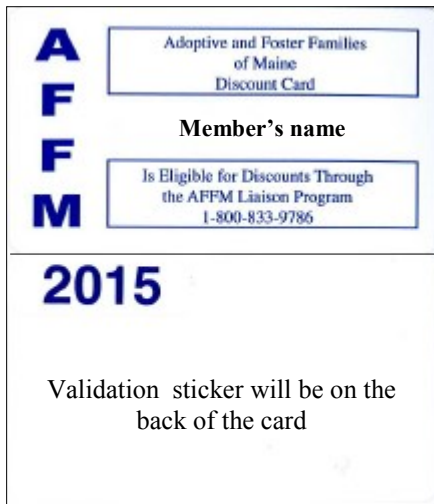 AFFM
Adoptive and Foster Families
of Maine
Discount Card
Member's name
Is Eligible for Discounts Through
the AFFM Liaison Program
1-800-833-9786
2015
Validation sticker will be on the
back of the card